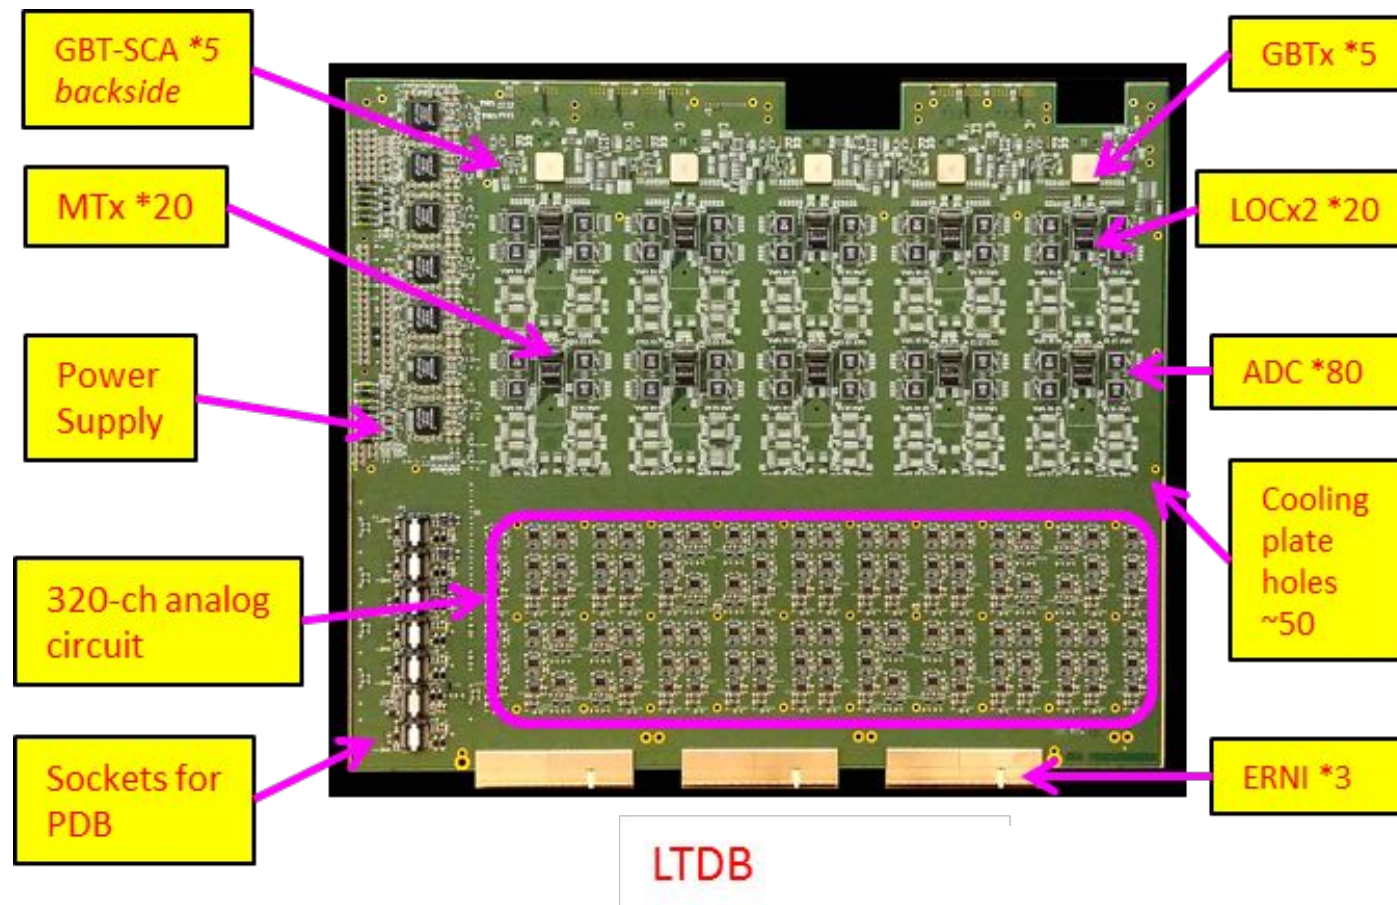 GBT-SCA *5
backside
MTx *20
Power
Supply
320-ch analog
circuit
Sockets for
PDB
GBTx *5
LOCx2 *20
ADC *80
Cooling
plate
holes
~50
ERNI *3
LTDB